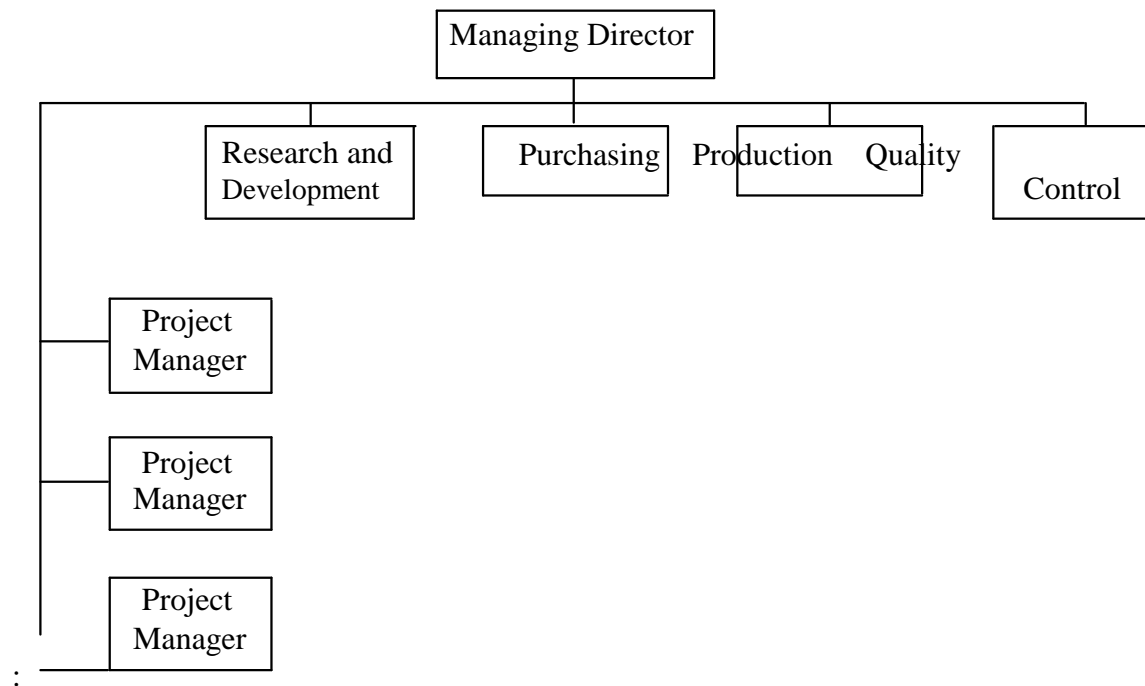 Managing Director
Research and
Development
Purchasing Production Quality
Control
Project
Manager
Project
Manager
Project
Manager
: